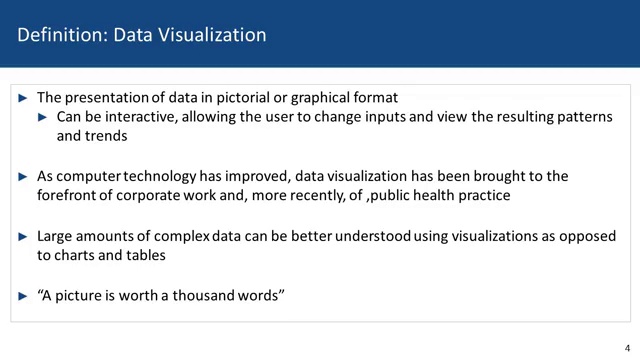 Definition: Data Visualization
► The presentation of data in pictorial or graphical format
► Can be interactive, allowing the user to change inputs and view the resulting patterns
and trends
► As computer technology has improved, data visualization has been brought to the
forefront of corporate work and, more recently, of ,public health practice
► Large amounts of complex data can be better understood using visualizations as opposed
to charts and tables
► “A picture is worth a thousand words”
4